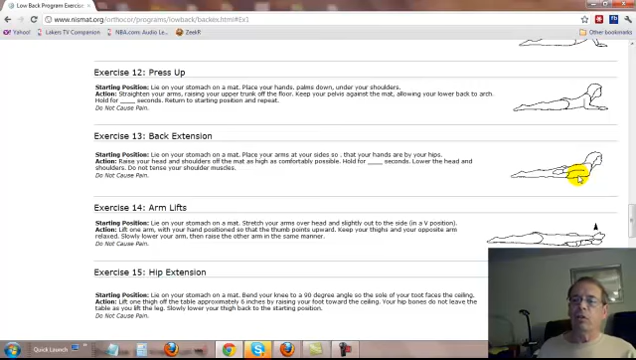 Low Back Program Exercise
www.nismat.org/orthocor/programs/lowback/backex.html#Ex1
Yahoo! Lakers TV Companion NBA.com: Audio Le... ZeekR Other bookmarks
Exercise 12: Press Up
Starting Position: Lie on your stomach on a mat. Place your hands, palms down, under your shoulders.
Action: Straighten your arms, raising your upper trunk off the floor. Keep your pelvis against the mat, allowing your lower back to arch.
Hold for ____ seconds. Return to starting position and repeat.
Do Not Cause Pain.
Exercise 13: Back Extension
Starting Position: Lie on your stomach on a mat. Place your arms at your sides so . that your hands are by your hips.
Action: Raise your head and shoulders off the mat as high as comfortably possible. Hold for ____ seconds. Lower the head and
shoulders. Do not tense your shoulder muscles.
Do Not Cause Pain.
Exercise 14: Arm Lifts
Starting Position: Lie on your stomach on a mat. Stretch your arms over head and slightly out to the side (in a V position).
Action: Lift one arm, with your hand positioned so that the thumb points upward. Keep your thighs and your opposite arm
relaxed. Slowly lower your arm, then raise the other arm in the same manner.
Do Not Cause Pain.
Exercise 15: Hip Extension
Starting Position: Lie on your stomach on a mat. Bend your knee to a 90 degree angle so the sole of your foot faces the ceiling.
Action: Lift one thigh off the table approximately 6 inches by raising your foot toward the ceiling. Your hip bones do not leave the
table as you lift the leg. Slowly lower your thigh back to the starting position.
Do Not Cause Pain.
Quick Launch